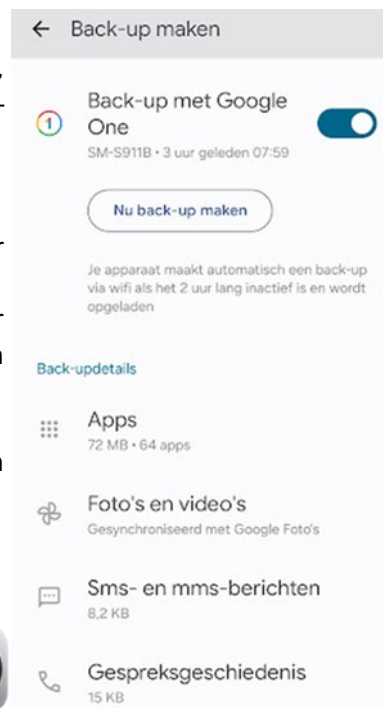 ← Back-up maken
Back-up met Google
One
SM-S911B • 3 uur geleden 07:59
Nu back-up maken
Je apparaat maakt automatisch een back-up
via wifi als het 2 uur lang inactief is en wordt
opgeladen
Back-updetails
Apps
72 MB • 64 apps
Foto's en video's
Gesynchroniseerd met Google Foto's
Sms- en mms-berichten
8,2 KB
Gespreksgeschiedenis
15 KB